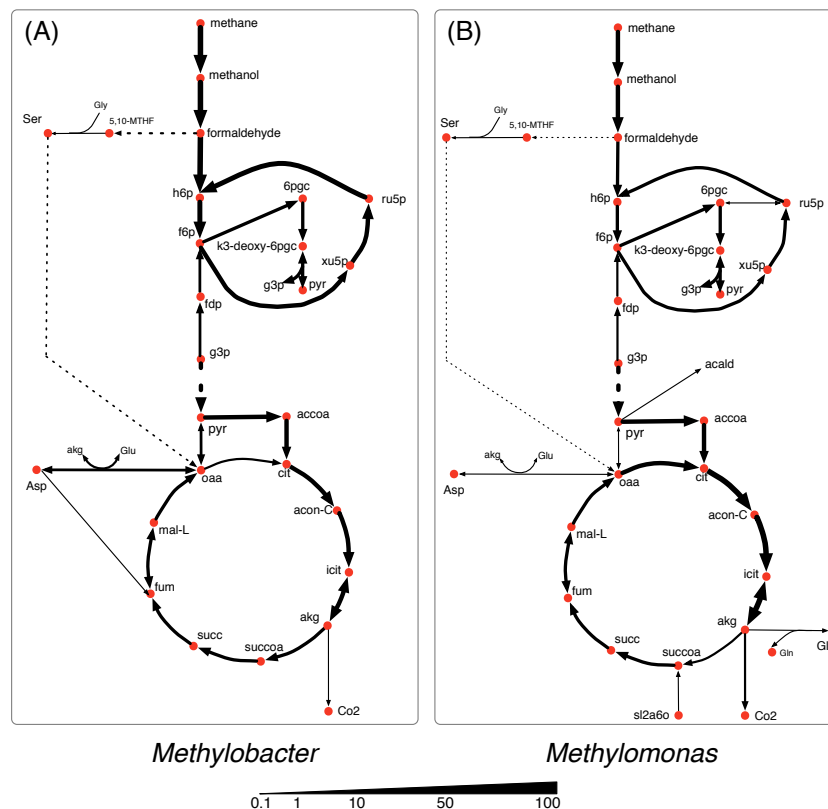 (A)
methane
methanol
Gly
Ser
5,10-MTHF
formaldehyde
h6p
6pgc
ru5p
f6p
k3-deoxy-6pgc
xu5p
g3p
pyr
fdp
g3p
pyr
accoa
akg
Glu
Asp
oaa
cit
acon-C
mal-L
icit
fum
akg
succ
succoa
Co2
Methylobacter
(B)
methane
methanol
Gly
Ser
5,10-MTHF
formaldehyde
h6p
6pgc
ru5p
f6p
k3-deoxy-6pgc
xu5p
g3p
pyr
fdp
g3p
acald
pyr
accoa
akg
Glu
Asp
oaa
cit
acon-C
mal-L
icit
fum
akg
succ
succoa
Gln
Gl
sl2a6o
Co2
Methylomonas
0.1 1 10 50 100